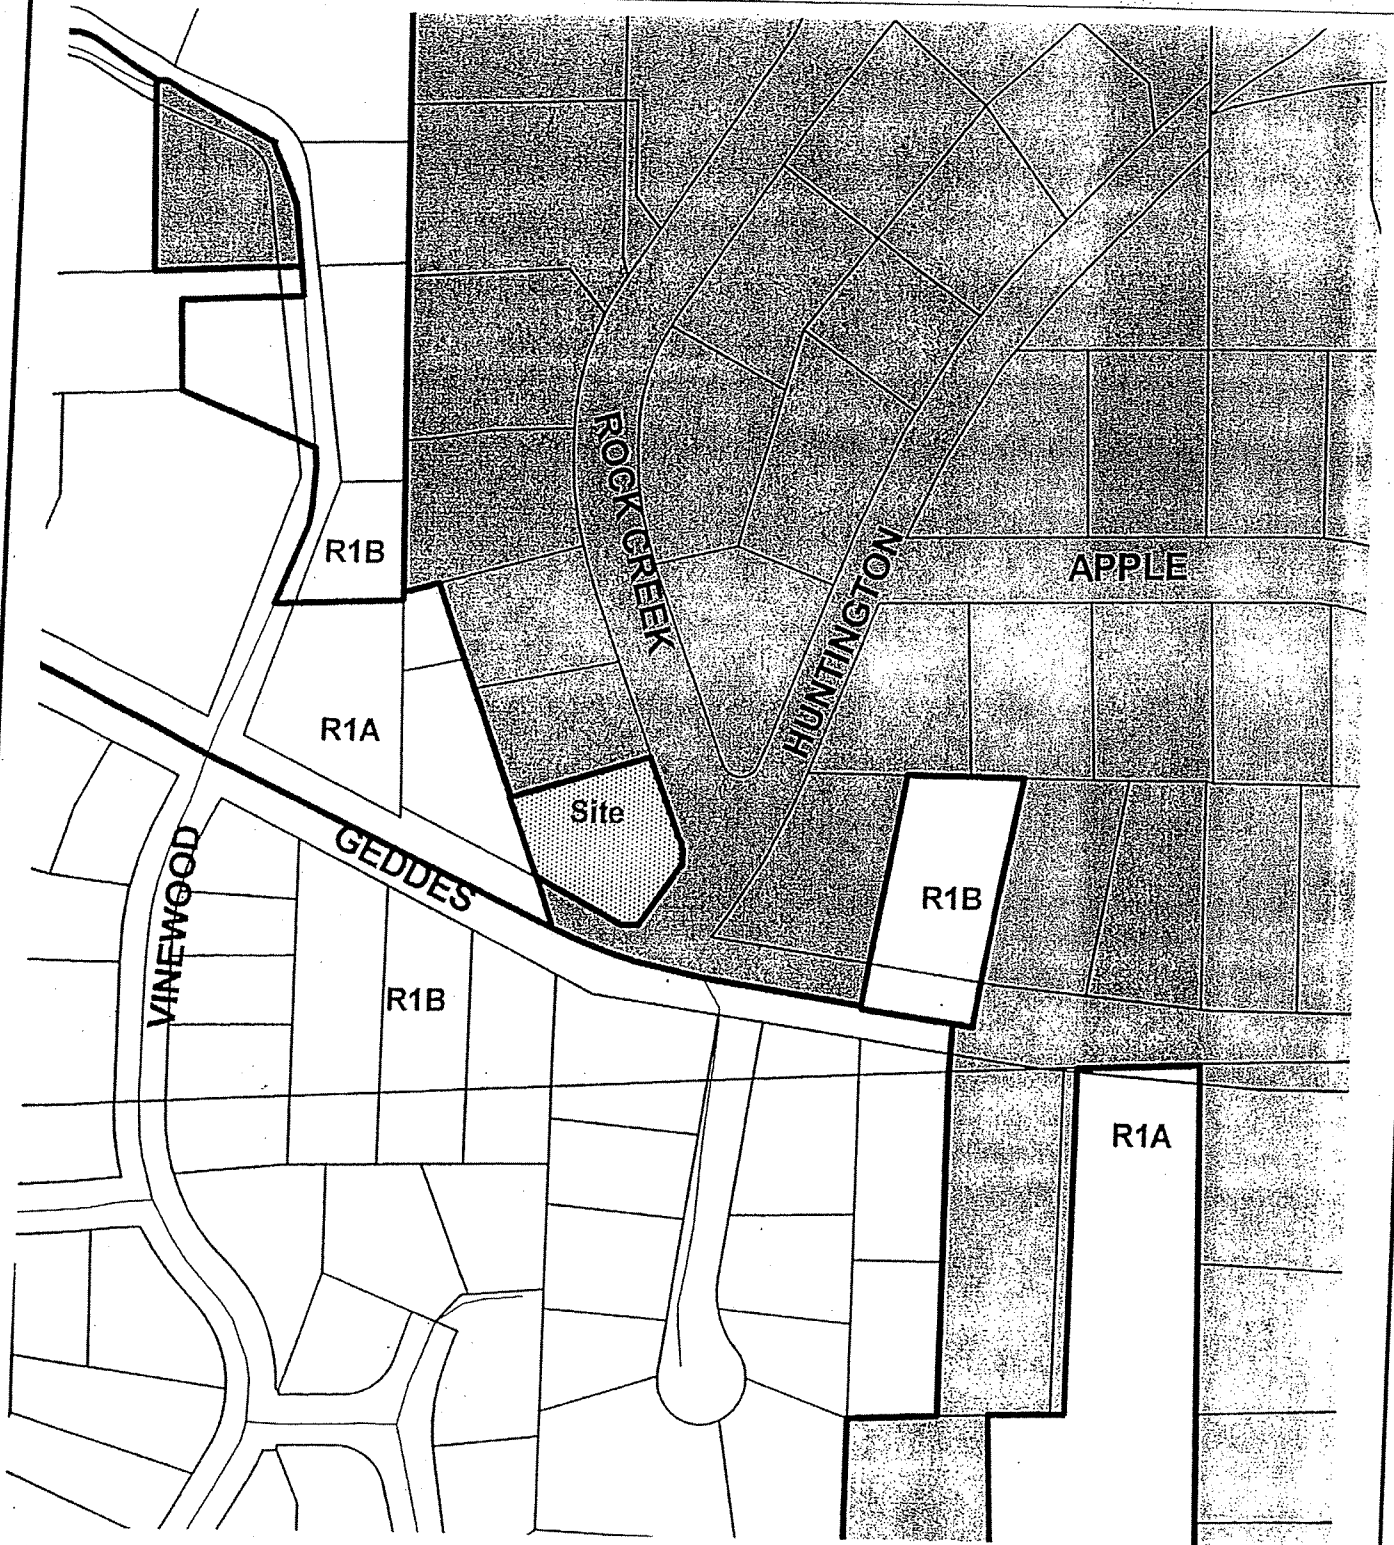 ROCK CREEK
HUNTINGTON
APPLE
R1B
R1A
Site
GEDDES
VINEWOOD
R1B
R1B
R1A